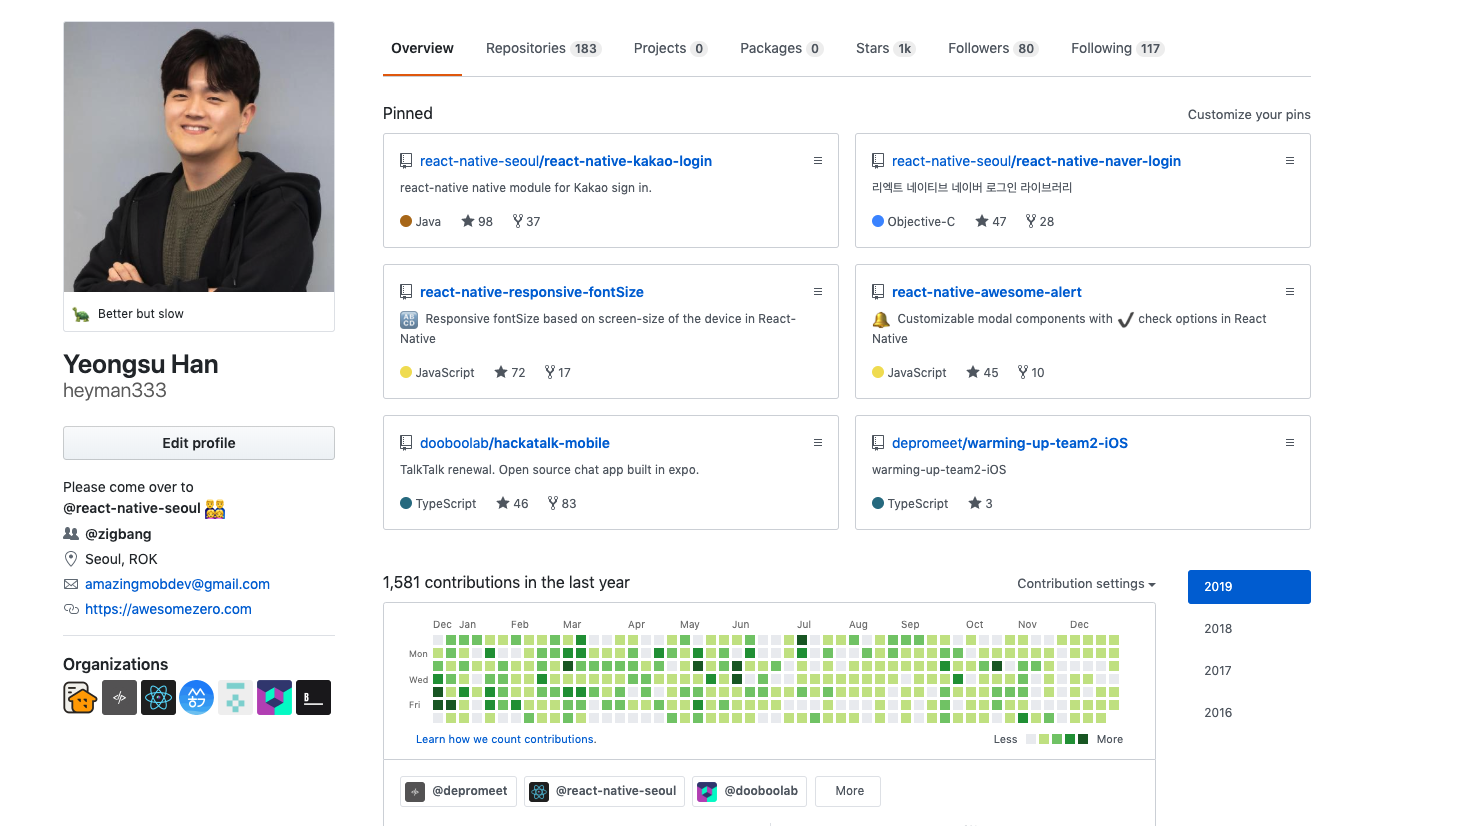 Overview Repositories 183 Projects 0 Packages 0 Stars 1k Followers 80 Following 117
Better but slow
Yeongsu Han
heyman333
Edit profile
Please come over to
@react-native-seoul
@zigbang
Seoul, ROK
amazingmobdev@gmail.com
https://awesomezero.com
Organizations
Pinned
Customize your pins
react-native-seoul/react-native-kakao-login
react-native native module for Kakao sign in.
Java 98 37
react-native-seoul/react-native-naver-login
리엑트 네이티브 네이버 로그인 라이브러리
Objective-C 47 28
react-native-responsive-fontSize
Responsive fontSize based on screen-size of the device in React-
Native
JavaScript 72 17
react-native-awesome-alert
Customizable modal components with ✔ check options in React
Native
JavaScript 45 10
dooboolab/hackatalk-mobile
TalkTalk renewal. Open source chat app built in expo.
TypeScript 46 83
depromeet/warming-up-team2-iOS
warming-up-team2-iOS
TypeScript 3
1,581 contributions in the last year
Contribution settings
Dec Jan Feb Mar Apr May Jun Jul Aug Sep Oct Nov Dec
Mon
Wed
Fri
Learn how we count contributions.
Less More
@depromeet @react-native-seoul @dooboolab More
2019
2018
2017
2016